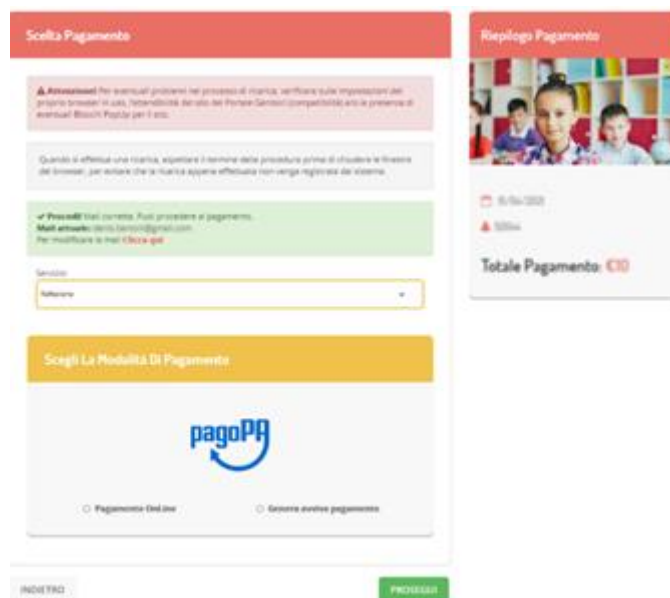 Scelta Pagamento
Attenzione! Per eventuali problemi nel processo di ricarica, verificare sulle impostazioni del
proprio browser in uso, l'attendibilità del sito del Portale Genitori (compatibilità) e/o la presenza di
eventuali Blocchi PopUp per il sito.
Quando si effettua una ricarica, aspettare il termine della procedura prima di chiudere le finestre
del browser, per evitare che la ricarica appena effettuata non venga registrata dal sistema.
Procedi! Mail corretta. Puoi procedere al pagamento.
Mail attuale:
Per modificare la mail Clicca qui
Servizio
Refezione
Scegli La Modalità Di Pagamento
pagoPA
Pagamento OnLine
Genera avviso pagamento
INDIETRO
PROSEGUI
Riepilogo Pagamento
Totale Pagamento: €10